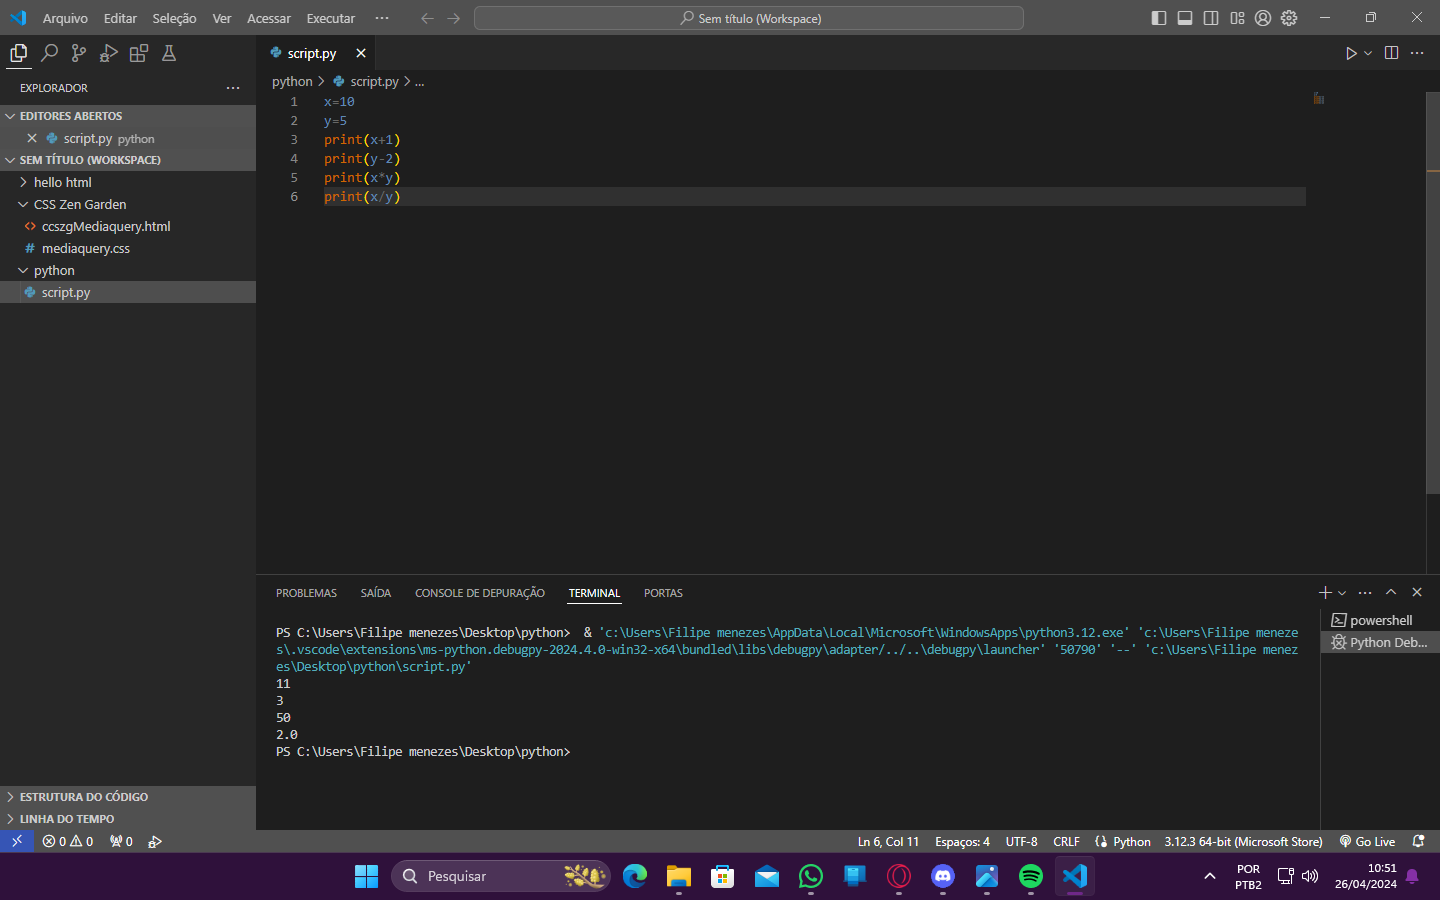 Arquivo Editar Seleção Ver Acessar Executar ... Sem título (Workspace)
EXPLORADOR ...
EDITORES ABERTOS
script.py python
SEM TÍTULO (WORKSPACE)
hello html
CSS Zen Garden
ccszgMediaquery.html
# mediaquery.css
python
script.py
ESTRUTURA DO CÓDIGO
LINHA DO TEMPO
script.py
python > script.py > ...
1 x=10
2 y=5
3 print(x+1)
4 print(y-2)
5 print(x*y)
6 print(x/y)
PROBLEMAS SAÍDA CONSOLE DE DEPURAÇÃO TERMINAL PORTAS
PS C:\Users\Filipe menezes\Desktop\python>  & 'c:\Users\Filipe menezes\AppData\Local\Microsoft\WindowsApps\python3.12.exe' 'c:\Users\Filipe meneze
s\.vscode\extensions\ms-python.debugpy-2024.4.0-win32-x64\bundled\libs\debugpy\adapter/../..\debugpy\launcher' '50790' '--' 'c:\Users\Filipe menez
es\Desktop\python\script.py'
11
3
50
2.0
PS C:\Users\Filipe menezes\Desktop\python>
powershell
Python Deb...
0 0 0 Ln 6, Col 11 Espaços: 4 UTF-8 CRLF Python 3.12.3 64-bit (Microsoft Store) Go Live
Pesquisar
POR
PTB2
10:51
26/04/2024